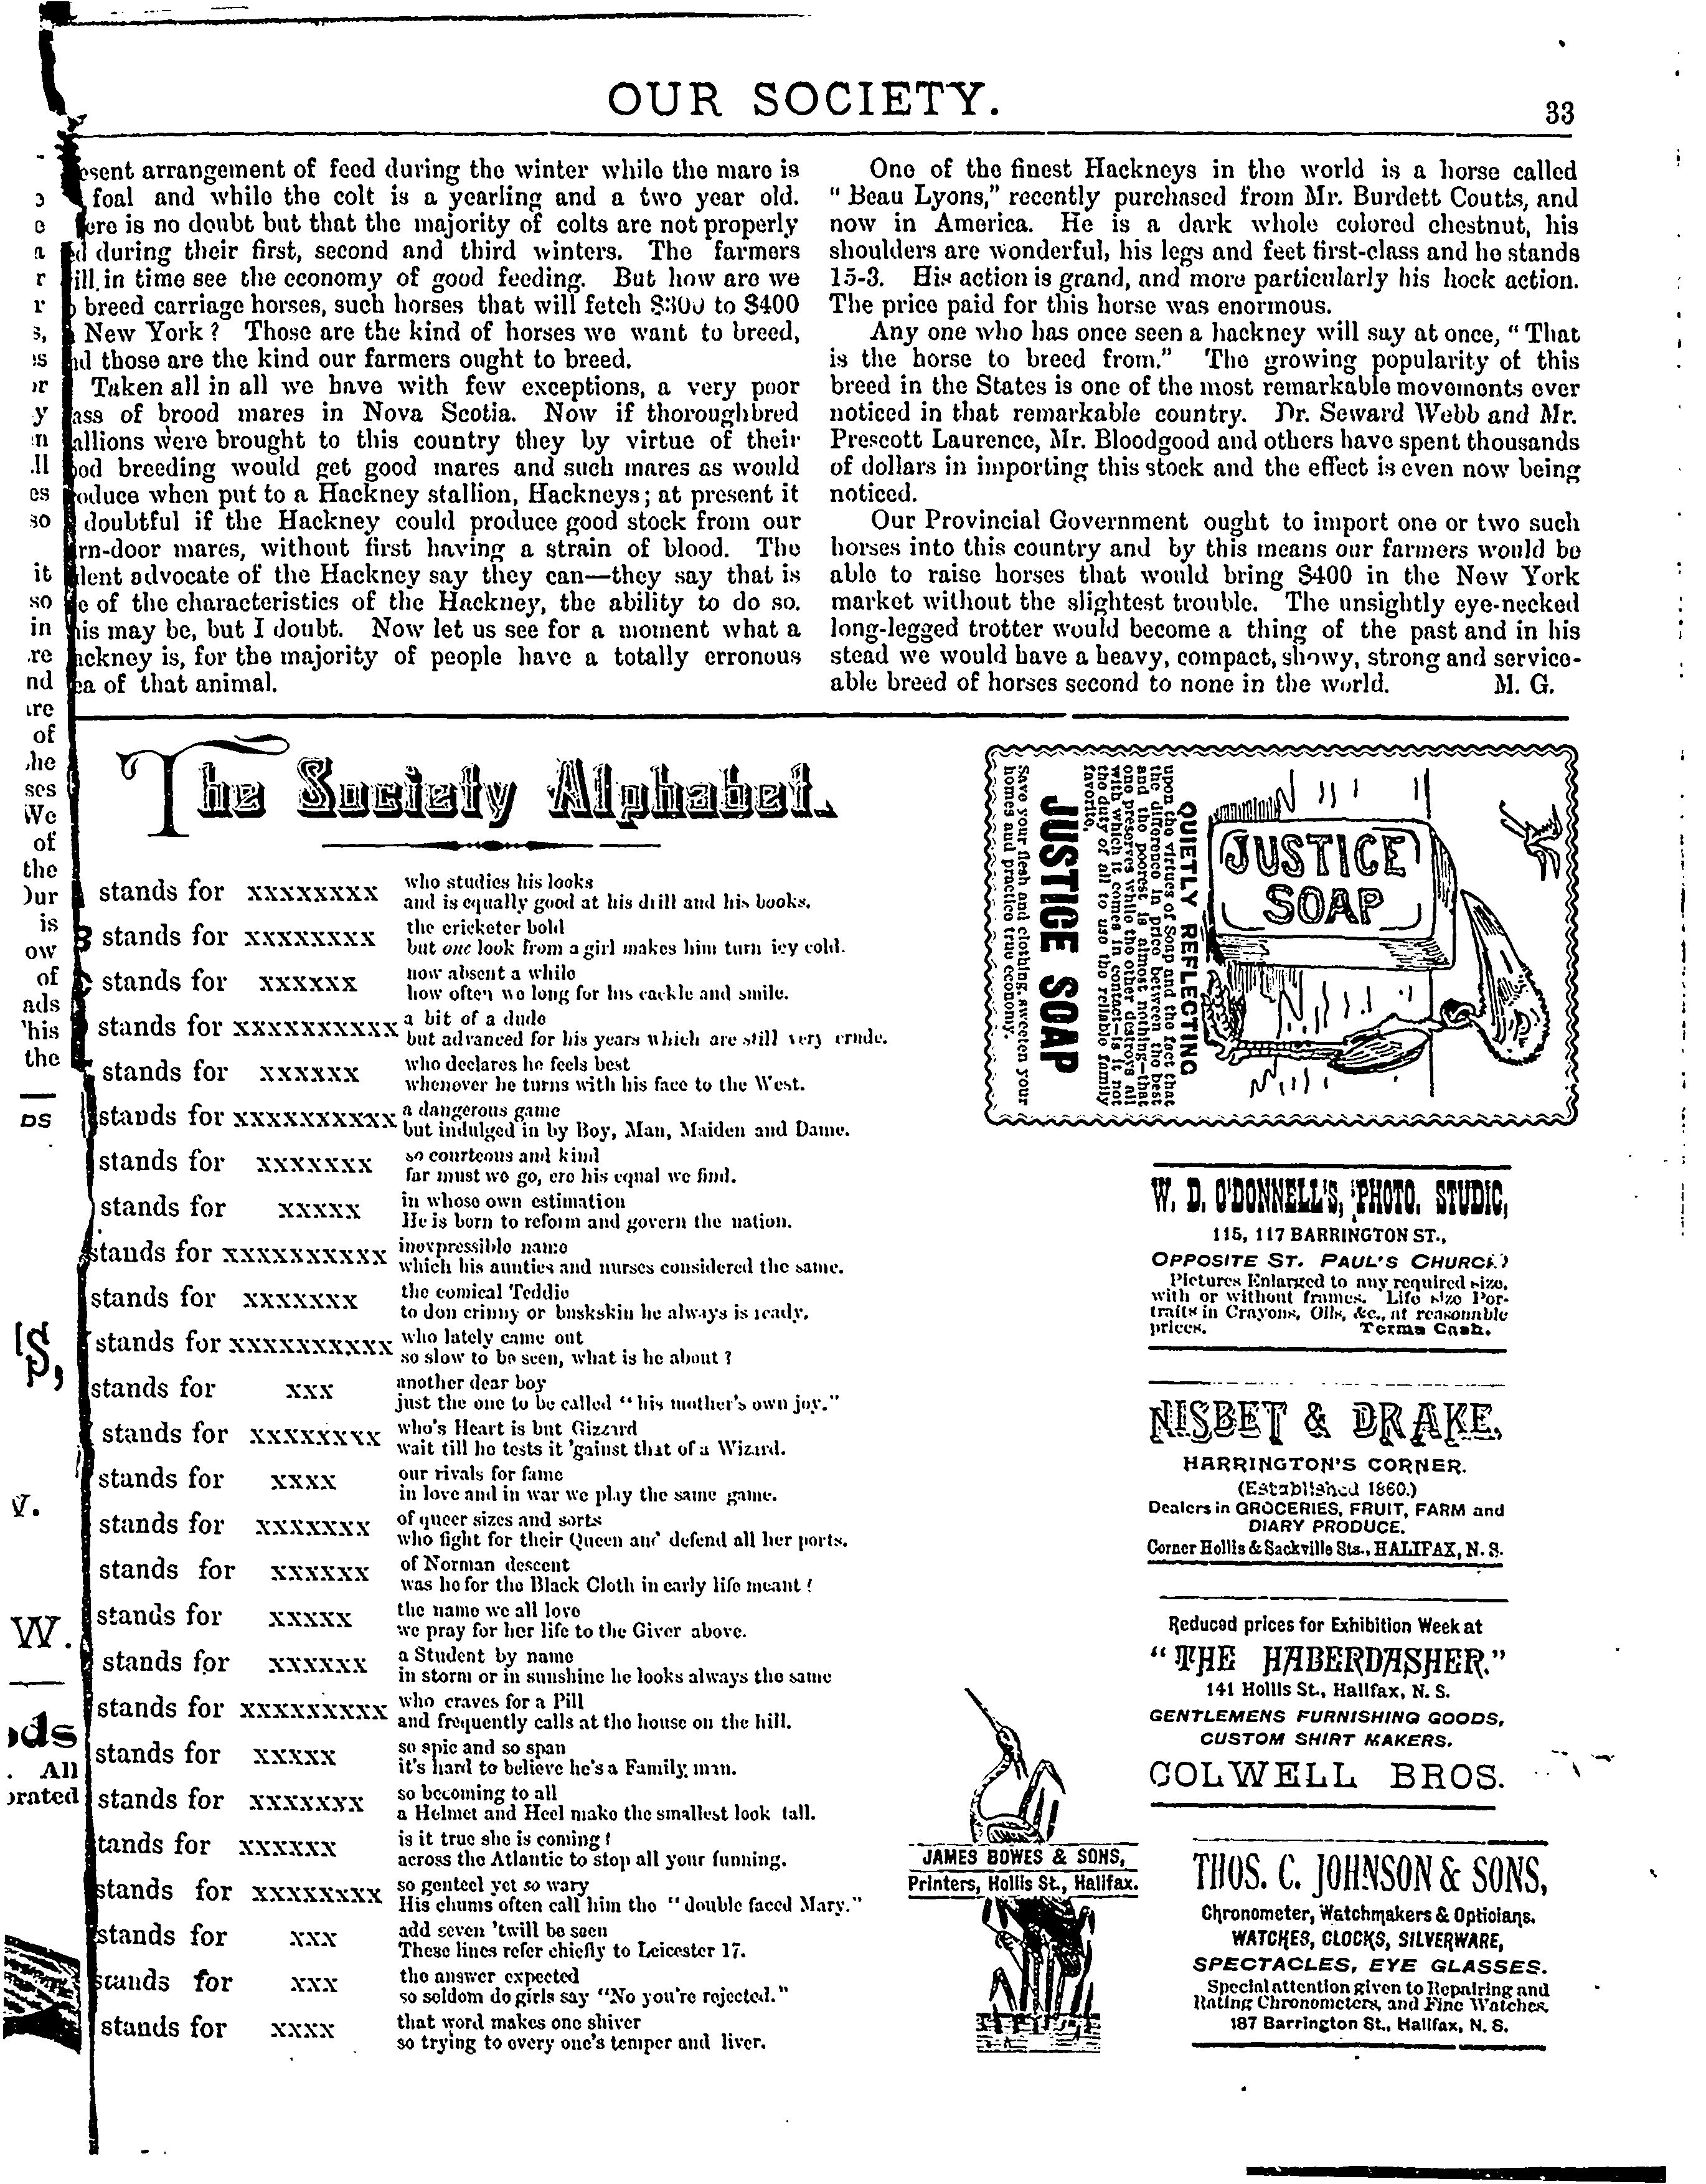 OUR SOCIETY.
33
esent arrangement of feed during the winter while the mare is
foal and while the colt is a yearling and a two year old.
ere is no doubt but that the majority of colts are not properly
d during their first, second and third winters. The farmers
ill in time see the economy of good feeding. But how are we
breed carriage horses, such horses that will fetch $300 to $400
New York? Those are the kind of horses we want to breed,
d those are the kind our farmers ought to breed.
Taken all in all we have with few exceptions, a very poor
ass of brood mares in Nova Scotia. Now if thoroughbred
allions were brought to this country they by virtue of their
od breeding would get good mares and such mares as would
oduce when put to a Hackney stallion, Hackneys; at present it
doubtful if the Hackney could produce good stock from our
rn-door mares, without first having a strain of blood. The
dent advocate of the Hackney say they can—they say that is
e of the characteristics of the Hackney, the ability to do so.
his may be, but I doubt. Now let us see for a moment what a
ackney is, for the majority of people have a totally erronous
ea of that animal.
One of the finest Hackneys in the world is a horse called
"Beau Lyons," recently purchased from Mr. Burdett Coutts, and
now in America. He is a dark whole colored chestnut, his
shoulders are wonderful, his legs and feet first-class and he stands
15-3. His action is grand, and more particularly his hock action.
The price paid for this horse was enormous.
Any one who has once seen a hackney will say at once, "That
is the horse to breed from." The growing popularity of this
breed in the States is one of the most remarkable movements ever
noticed in that remarkable country. Dr. Seward Webb and Mr.
Prescott Laurence, Mr. Bloodgood and others have spent thousands
of dollars in importing this stock and the effect is even now being
noticed.
Our Provincial Government ought to import one or two such
horses into this country and by this means our farmers would be
able to raise horses that would bring $400 in the New York
market without the slightest trouble. The unsightly eye-necked
long-legged trotter would become a thing of the past and in his
stead we would have a heavy, compact, showy, strong and service-
able breed of horses second to none in the world. M. G.
The Society Alphabet.
stands for xxxxxxxx who studies his looks
and is equally good at his drill and his books.
B stands for xxxxxxxx the cricketer bold
but one look from a girl makes him turn icy cold.
C stands for xxxxxx now absent a while
how often we long for his cackle and smile.
stands for xxxxxxxxxx a bit of a dude
but advanced for his years which are still very crude.
stands for xxxxxx who declares he feels best
whenever he turns with his face to the West.
stands for xxxxxxxxxx a dangerous game
but indulged in by Boy, Man, Maiden and Dame.
stands for xxxxxxx so courteous and kind
far must we go, ere his equal we find.
stands for xxxxx in whose own estimation
He is born to reform and govern the nation.
stands for xxxxxxxxxx inexpressible name
which his aunties and nurses considered the same.
stands for xxxxxxx the comical Teddie
to don crinny or buskskin he always is ready.
stands for xxxxxxxxxx who lately came out
so slow to be seen, what is he about?
stands for xxx another dear boy
just the one to be called "his mother's own joy."
stands for xxxxxxxx who's Heart is but Gizzard
wait till he tests it 'gainst that of a Wizard.
stands for xxxx our rivals for fame
in love and in war we play the same game.
stands for xxxxxxx of queer sizes and sorts
who fight for their Queen and defend all her ports.
stands for xxxxxx of Norman descent
was he for the Black Cloth in early life meant!
stands for xxxxx the name we all love
we pray for her life to the Giver above.
stands for xxxxxx a Student by name
in storm or in sunshine he looks always the same
stands for xxxxxxxxx who craves for a Pill
and frequently calls at the house on the hill.
stands for xxxxx so spic and so span
it's hard to believe he's a Family man.
stands for xxxxxxx so becoming to all
a Helmet and Heel make the smallest look tall.
tands for xxxxxx is it true she is coming!
across the Atlantic to stop all your funning.
stands for xxxxxxxx so genteel yet so wary
His chums often call him the "double faced Mary."
stands for xxx add seven 'twill be seen
These lines refer chiefly to Leicester 17.
stands for xxx the answer expected
so seldom do girls say "No you're rejected."
stands for xxxx that word makes one shiver
so trying to every one's temper and liver.
JUSTICE
SOAP
QUIETLY REFLECTING
upon the virtues of Soap and the fact that
the difference in price between the best
and the poorest is almost nothing—that
one preserves while the other destroys all
with which it comes in contact—is it not
the duty of all to use the reliable family
favorite,
JUSTICE SOAP
Save your flesh and clothing, sweeten your
homes and practice true economy.
W. D. O'DONNELL'S, PHOTO. STUDIO,
115, 117 BARRINGTON ST.,
OPPOSITE ST. PAUL'S CHURCH.
Pictures Enlarged to any required size,
with or without frames. Life size Por-
traits in Crayons, Oils, &c., at reasonable
prices. Terms Cash.
NISBET & DRAKE,
HARRINGTON'S CORNER.
(Established 1860.)
Dealers in GROCERIES, FRUIT, FARM and
DIARY PRODUCE.
Corner Hollis & Sackville Sts., HALIFAX, N. S.
Reduced prices for Exhibition Week at
"THE HABERDASHER."
141 Hollis St., Halifax, N. S.
GENTLEMENS FURNISHING GOODS,
CUSTOM SHIRT MAKERS.
COLWELL BROS.
JAMES BOWES & SONS,
Printers, Hollis St., Halifax.
THOS. C. JOHNSON & SONS,
Chronometer, Watchmakers & Opticians.
WATCHES, CLOCKS, SILVERWARE,
SPECTACLES, EYE GLASSES.
Special attention given to Repairing and
Rating Chronometers, and Fine Watches.
187 Barrington St., Halifax, N. S.